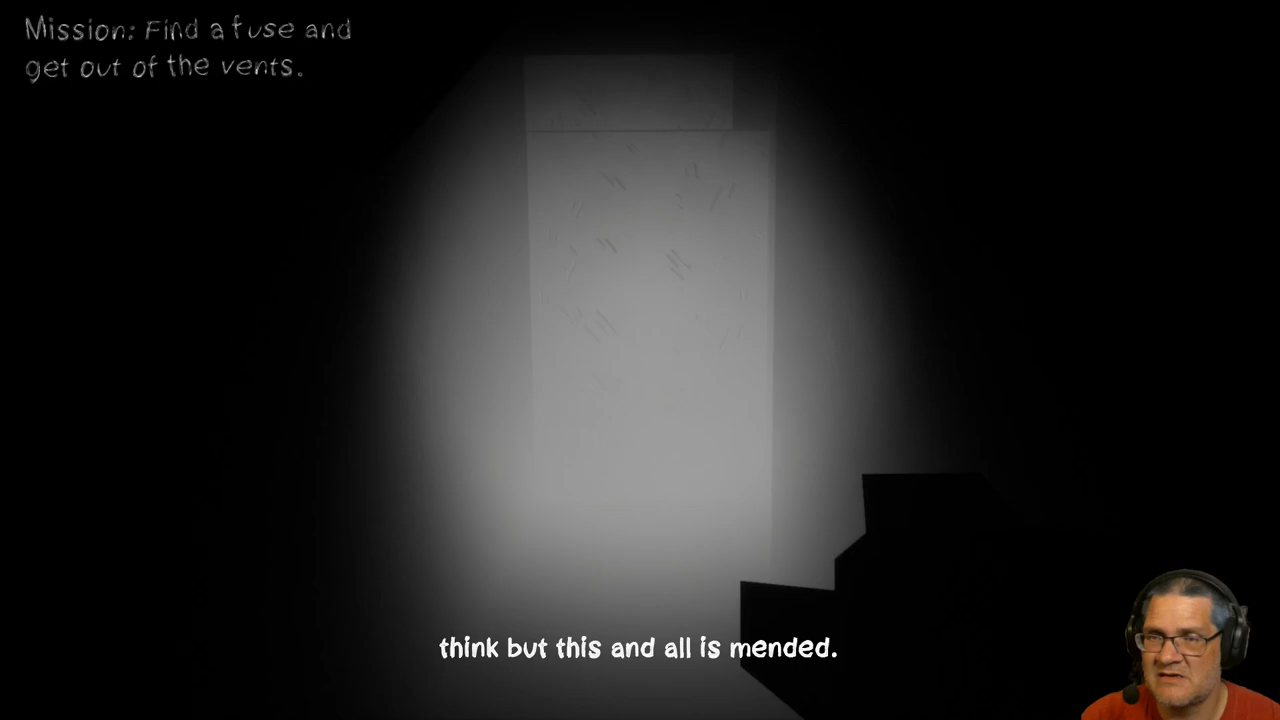 Mission: Find a fuse and
get out of the vents.
think but this and all is mended.